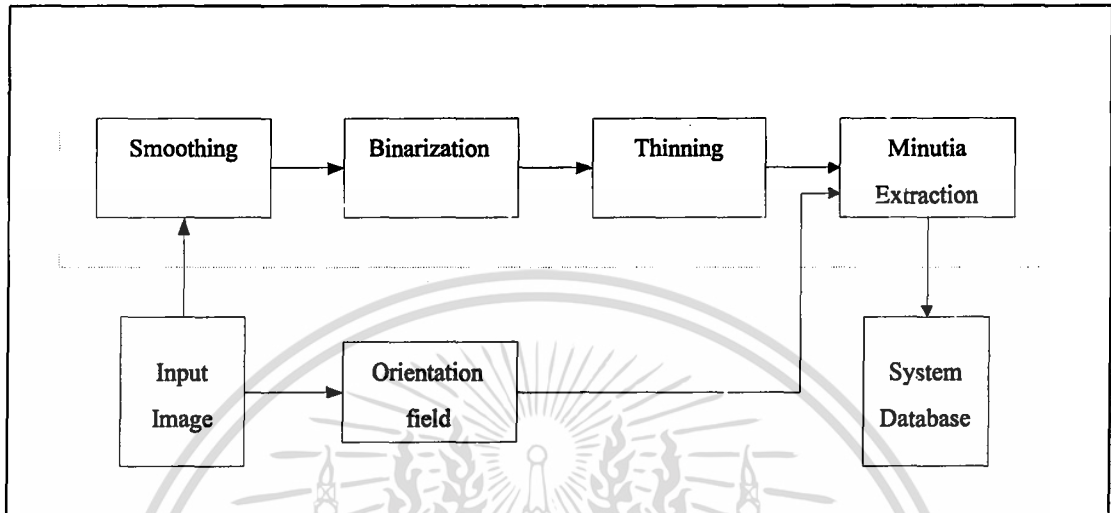 Smoothing
Binarization
Thinning
Minutia
Extraction
Input
Image
Orientation
field
System
Database